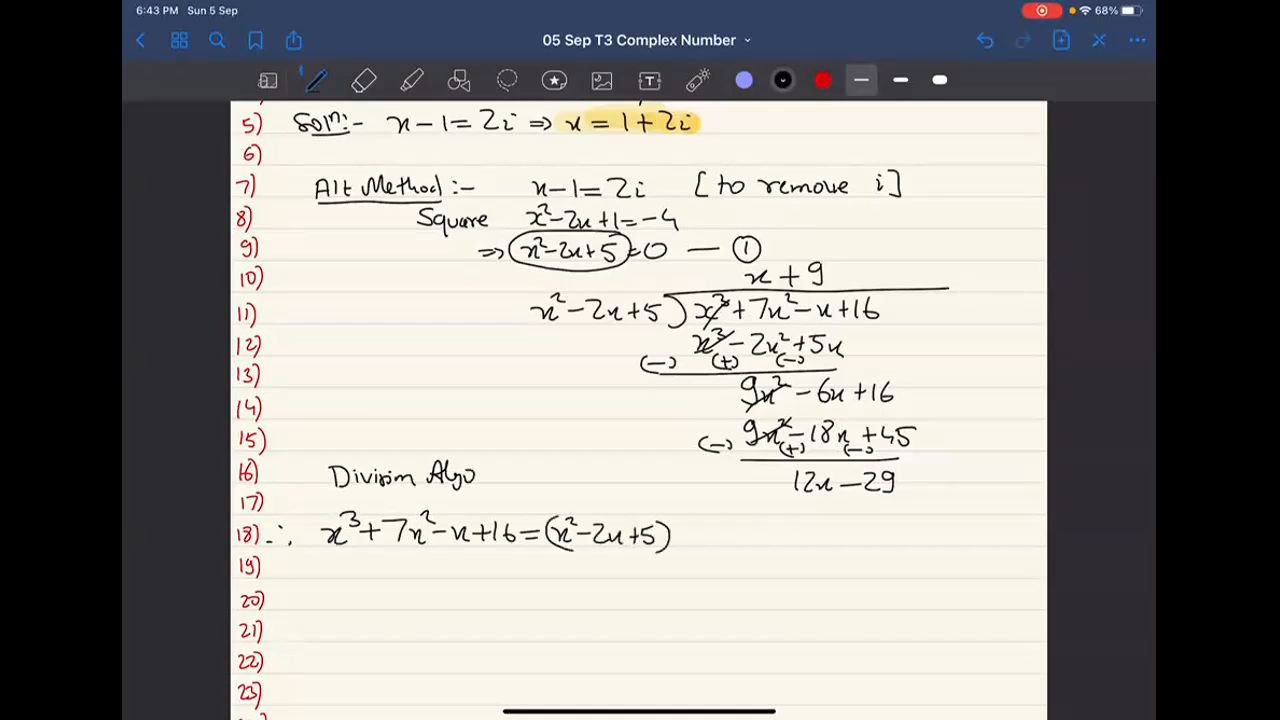 6:43 PM Sun 5 Sep
68%
05 Sep T3 Complex Number
5) Soln:- x-1=2i ⇒ x=1+2i
6)
7) Alt Method:- x-1=2i [to remove i]
8) Square x²-2x+1=-4
9) ⇒ x²-2x+5=0 — ①
10) x+9
11) x²-2x+5) x³+7x²-x+16
12) x³-2x²+5x
13) (-) (+) (-)
14) 9x²-6x+16
15) 9x²-18x+45
(-) (+) (-)
16) Division Algo 12x-29
17)
18) ∴ x³+7x²-x+16=(x²-2x+5)
19)
20)
21)
22)
23)